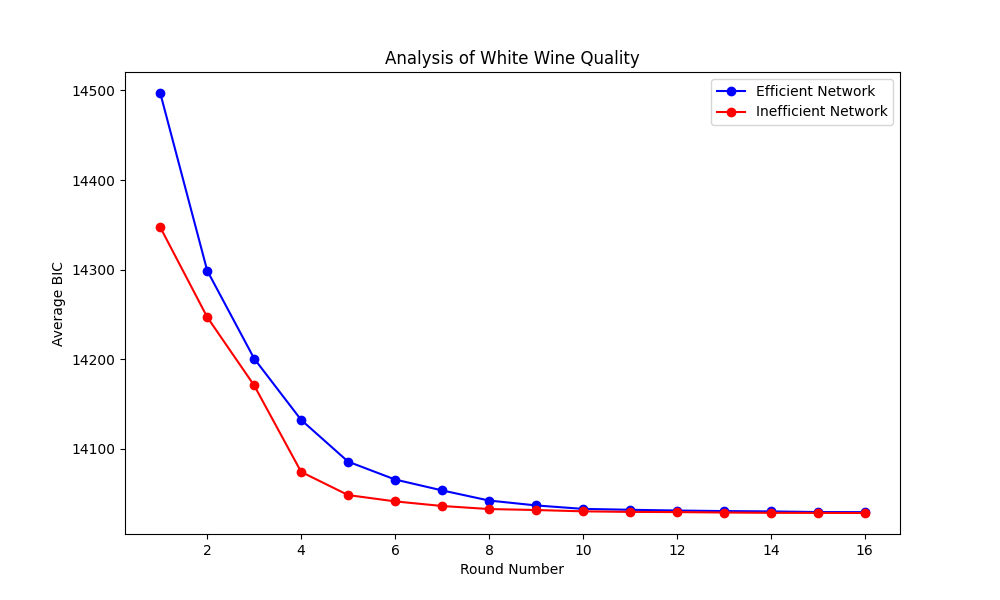 Analysis of White Wine Quality
Efficient Network
Inefficient Network
Average BIC
14500
14400
14300
14200
14100
2 4 6 8 10 12 14 16
Round Number